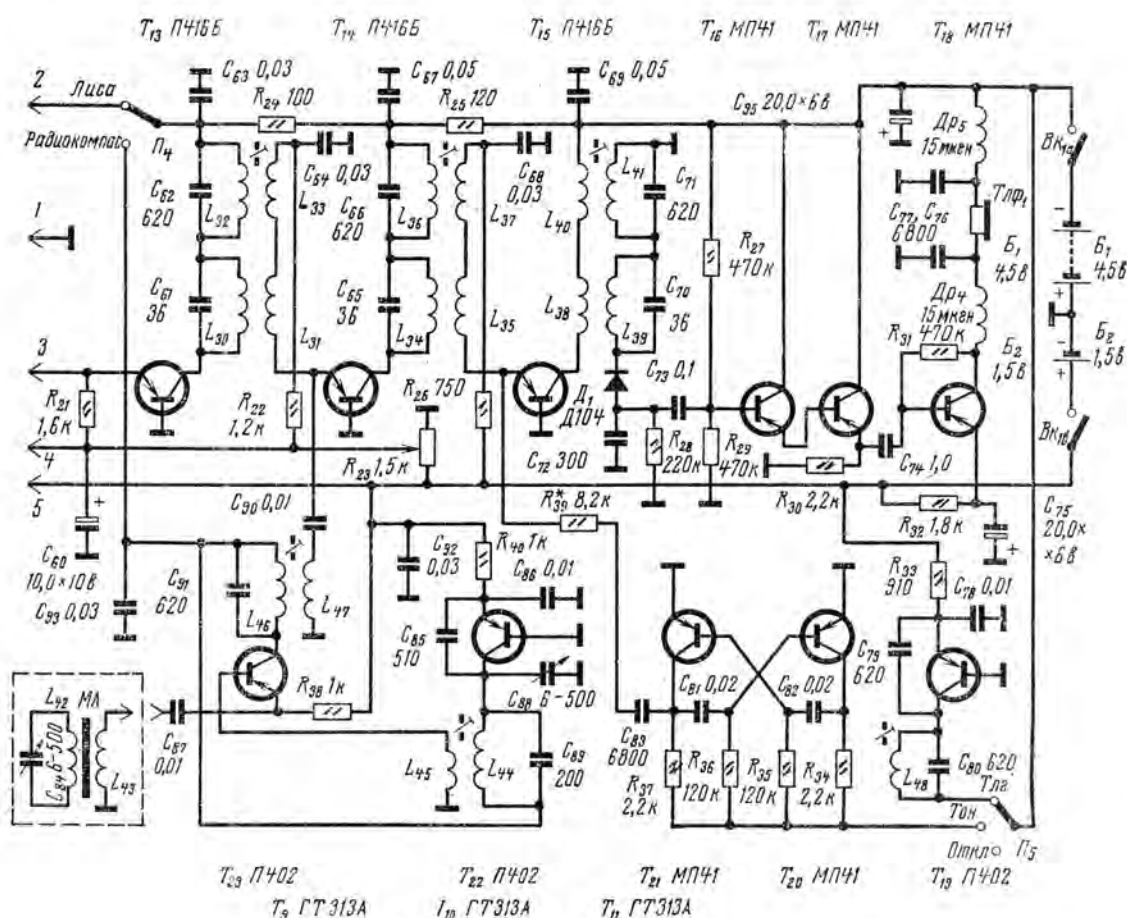 T₁₃ П416Б T₁₄ П416Б T₁₅ П416Б T₁₆ МП41 T₁₇ МП41 T₁₈ МП41
2
Лиса
Радиокомпас
П₄
C₆₃ 0,03
R₂₄ 100
C₆₇ 0,05
R₂₅ 120
C₆₉ 0,05
C₉₅ 20,0×6в
+
Др₅
15 мкгн
Вк₁а
C₆₂
620
L₃₂
C₆₄ 0,03
L₃₃
C₆₆
620
L₃₆
C₆₈
0,03
L₃₇
L₄₀
L₄₁
C₇₁
620
C₇₇, C₇₆
6800
Тлф₁
1
R₂₇
470к
Б₁
4,5в
Б₁
4,5в
C₆₁
36
L₃₀
L₃₁
C₆₅
36
L₃₄
L₃₅
L₃₈
L₃₉
C₇₀
36
Др₄
15мкгн
R₃₁
470к
Б₂
1,5в
Б₂
1,5в
3
R₂₁
1,6к
R₂₂
1,2к
R₂₆ 750
Д₁
Д104
C₇₃ 0,1
C₇₂ 300
R₂₈
220к
R₂₉
470к
C₇₄ 1,0
Вк₁б
4
R₂₃ 1,5к
5
C₆₀
10,0×10в
+
C₉₀ 0,01
R*₃₉ 8,2к
R₃₀ 2,2к
R₃₂ 1,8к
C₇₅
20,0×
×6в
+
C₉₃ 0,03
C₉₁
620
L₄₆
L₄₇
C₉₂
0,03
R₄₀ 1к
C₈₆ 0,01
C₈₅
510
R₃₃
910
C₇₈ 0,01
C₇₉
620
L₄₂
МА
C₈₄ 6-500
L₄₃
C₈₇
0,01
R₃₈ 1к
C₈₈ 6-500
L₄₅
L₄₄
C₈₉
200
C₈₁ 0,02
C₈₂ 0,02
C₈₃
6800
R₃₇
2,2к
R₃₆
120к
R₃₅
120к
R₃₄
2,2к
L₄₈
C₈₀ 620
Тлг
Тон
Откл
П₅
T₂₃ П402 T₂₂ П402 T₂₁ МП41 T₂₀ МП41 T₁₉ П402
T₉ ГТ313А T₁₀ ГТ313А T₁₁ ГТ313А